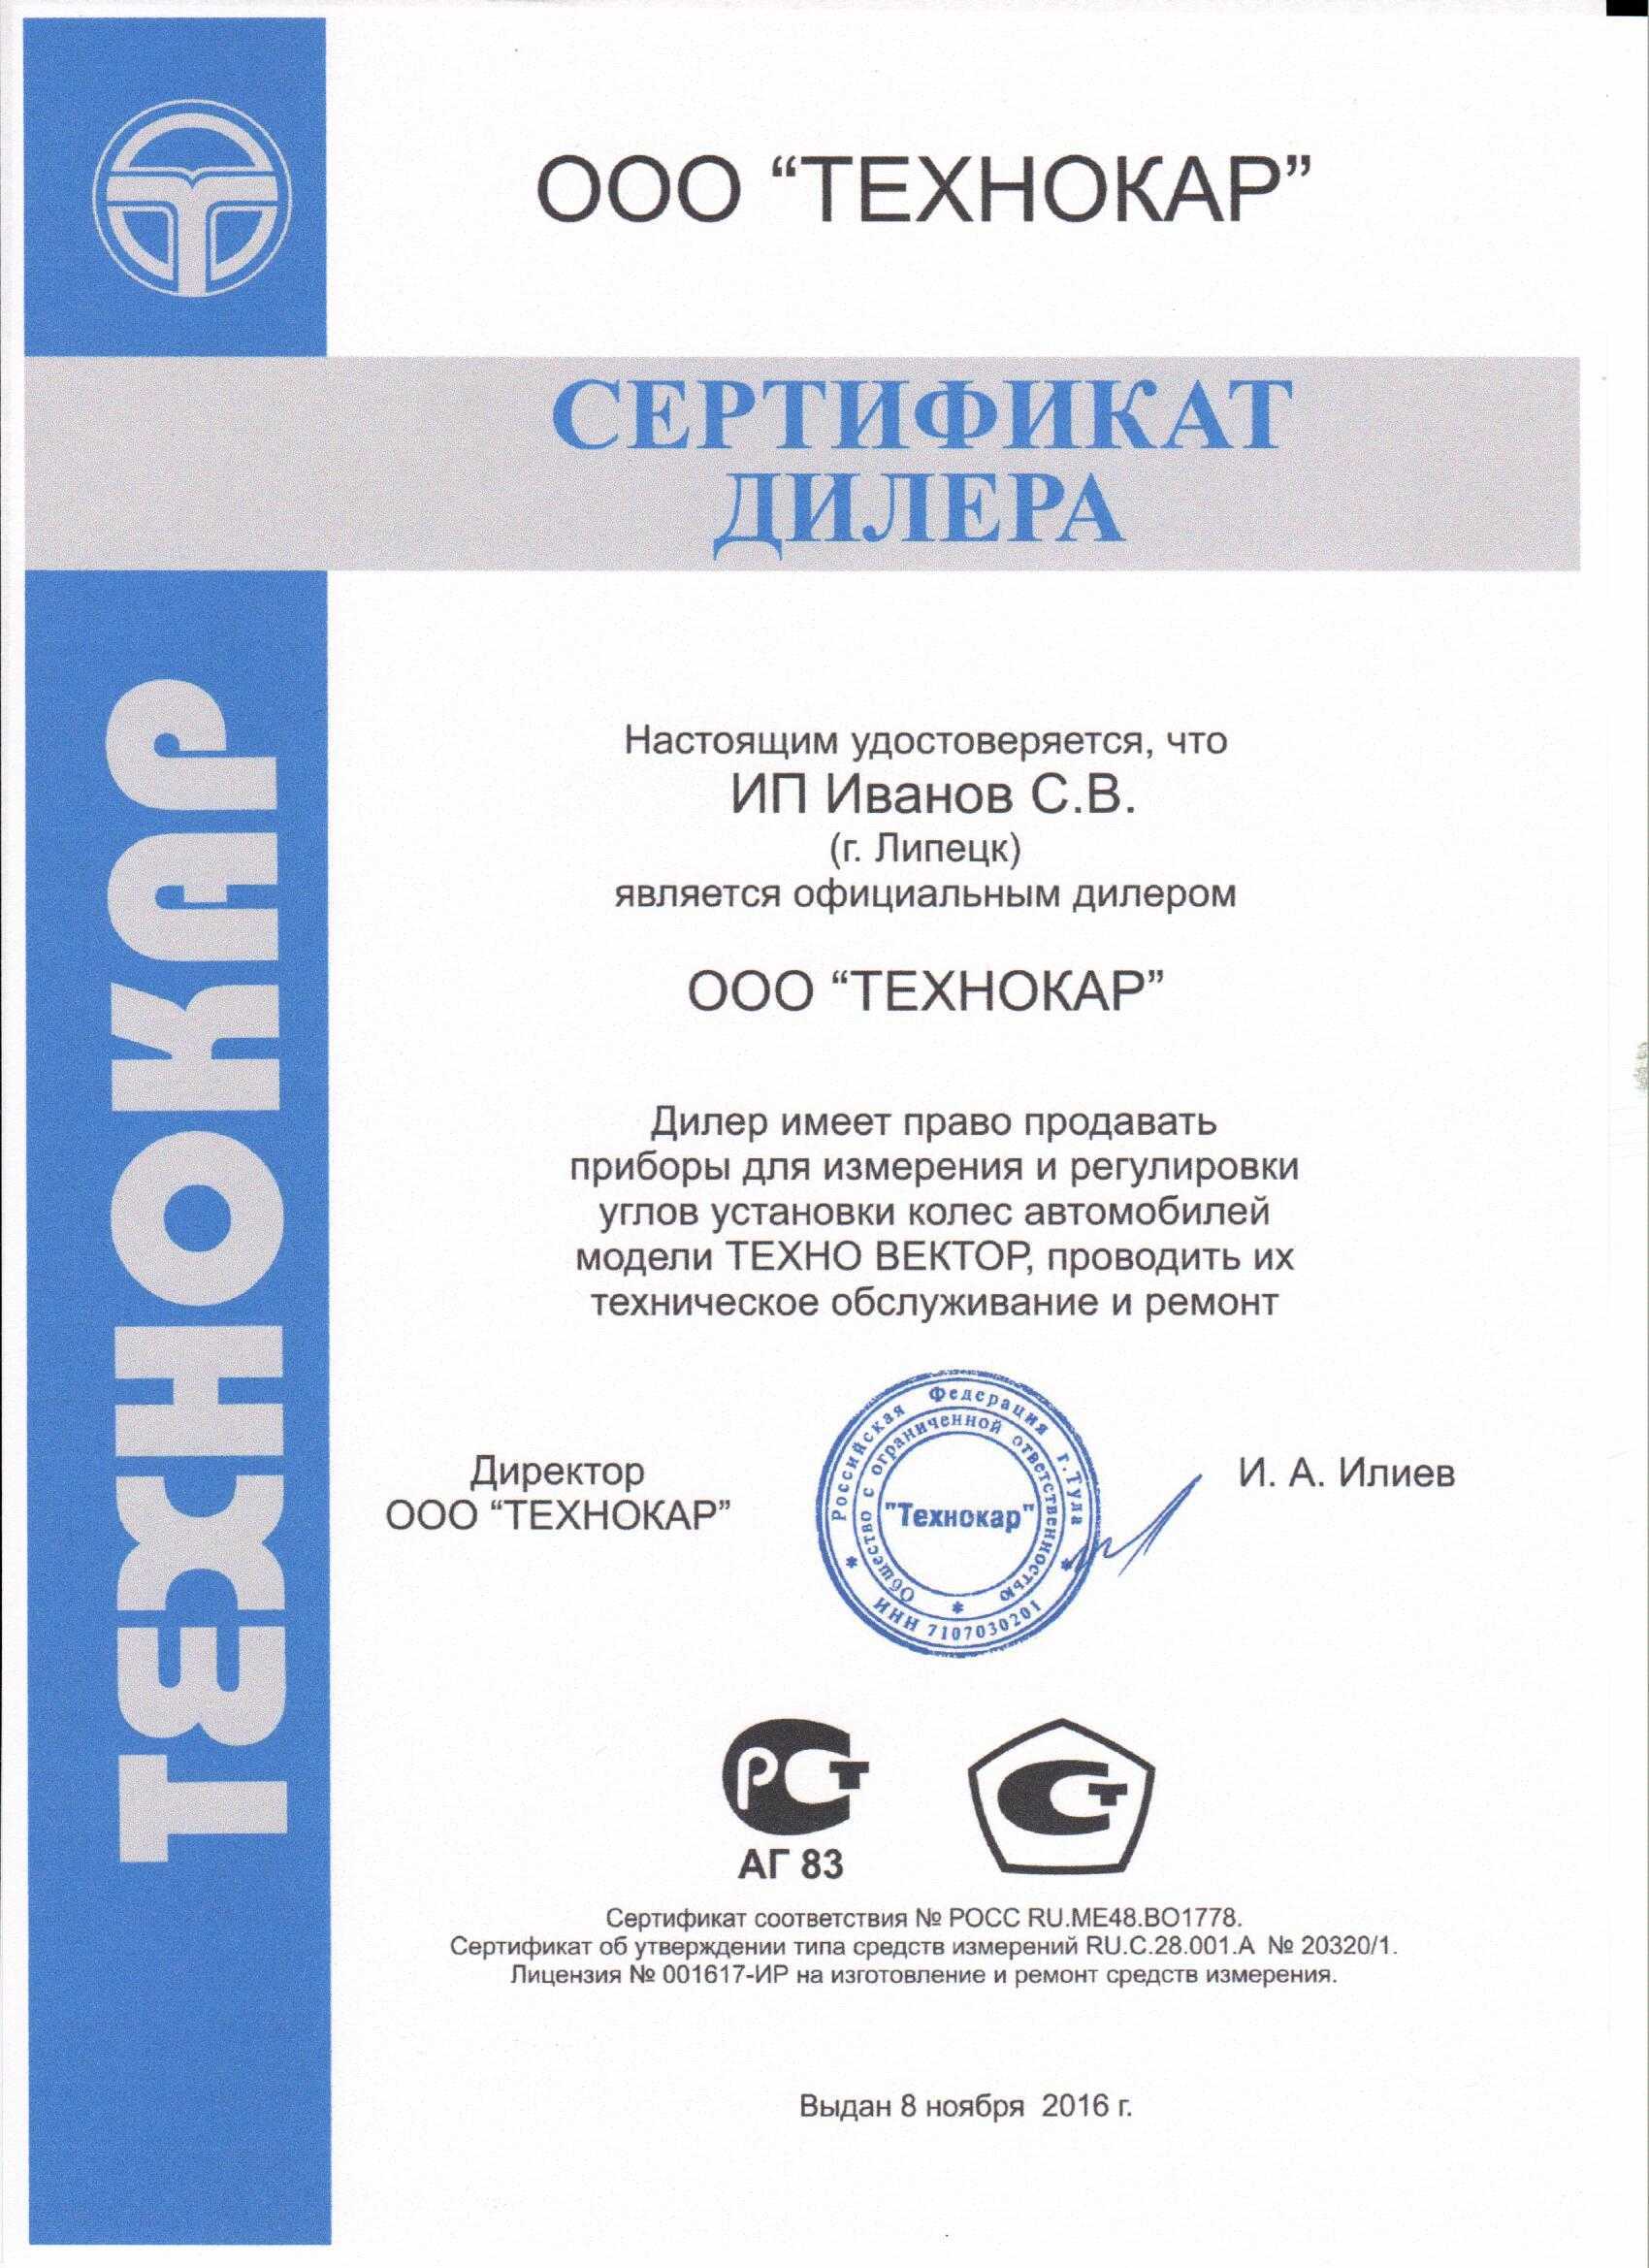 ООО “ТЕХНОКАР”
СЕРТИФИКАТ
ДИЛЕРА
ТЕХНОКАР
Настоящим удостоверяется, что
ИП Иванов С.В.
(г. Липецк)
является официальным дилером
ООО “ТЕХНОКАР”
Дилер имеет право продавать
приборы для измерения и регулировки
углов установки колес автомобилей
модели ТЕХНО ВЕКТОР, проводить их
техническое обслуживание и ремонт
Директор
ООО “ТЕХНОКАР”
Российская Федерация г.Тула
Общество с ограниченной ответственностью
"Технокар"
ИНН 7107030201
И. А. Илиев
РСТ
АГ 83
СТ
Сертификат соответствия № РОСС RU.ME48.BO1778.
Сертификат об утверждении типа средств измерений RU.C.28.001.A № 20320/1.
Лицензия № 001617-ИР на изготовление и ремонт средств измерения.
Выдан 8 ноября 2016 г.